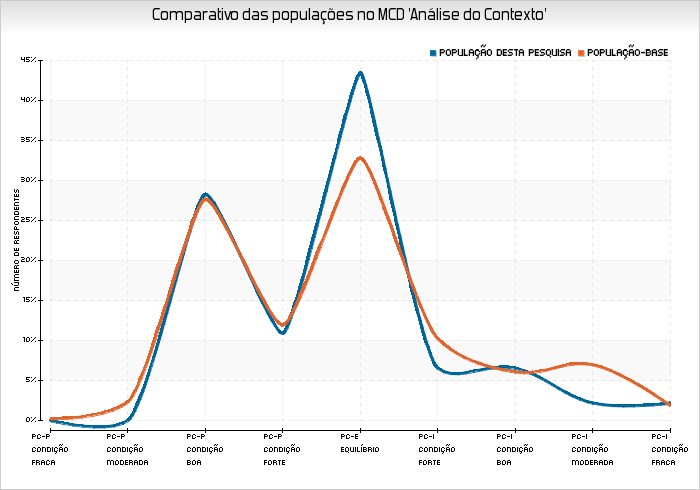 Comparativo das populações no MCD 'Análise do Contexto'
POPULAÇÃO DESTA PESQUISA POPULAÇÃO-BASE
NÚMERO DE RESPONDENTES
45%
40%
35%
30%
25%
20%
15%
10%
5%
0%
PC-P CONDIÇÃO FRACA
PC-P CONDIÇÃO MODERADA
PC-P CONDIÇÃO BOA
PC-P CONDIÇÃO FORTE
PC-E EQUILÍBRIO
PC-I CONDIÇÃO FORTE
PC-I CONDIÇÃO BOA
PC-I CONDIÇÃO MODERADA
PC-I CONDIÇÃO FRACA